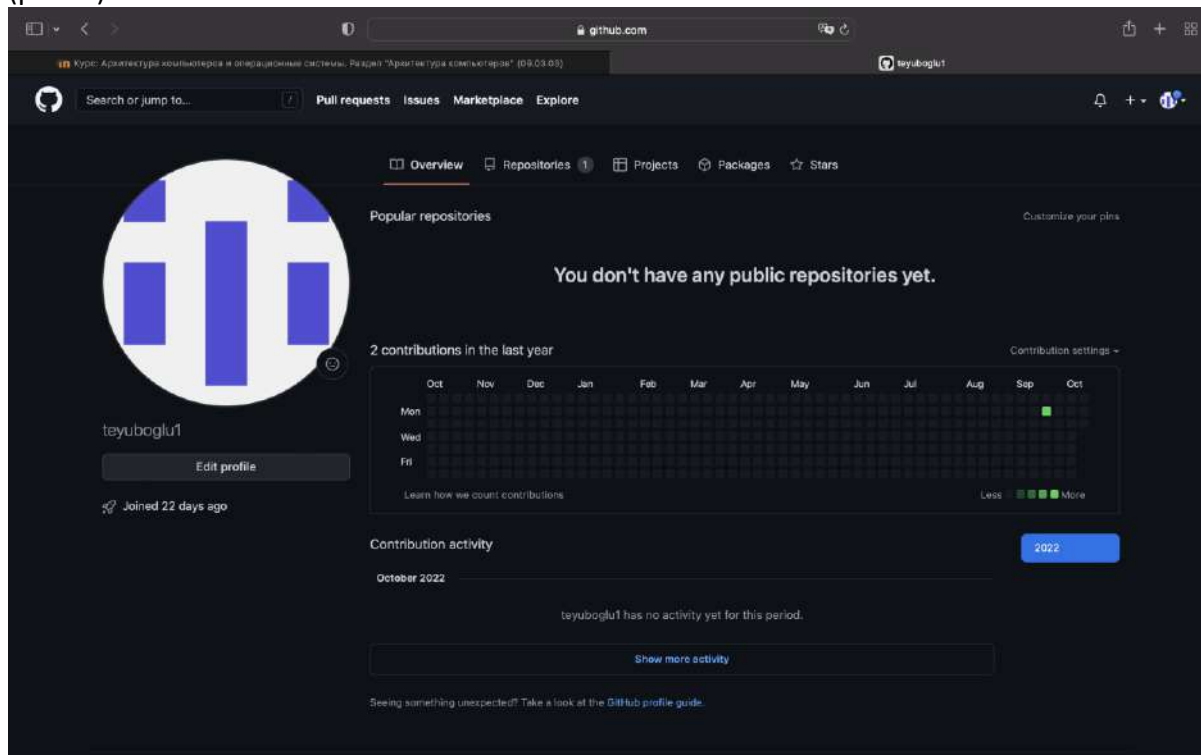 github.com
Курс: Архитектура компьютеров и операционные системы. Раздел "Архитектура компьютеров" (09.03.03)
teyuboglu1
Search or jump to... /
Pull requests Issues Marketplace Explore
Overview Repositories 1 Projects Packages Stars
Popular repositories
Customize your pins
You don't have any public repositories yet.
2 contributions in the last year
Contribution settings
Oct Nov Dec Jan Feb Mar Apr May Jun Jul Aug Sep Oct
Mon
Wed
Fri
Learn how we count contributions
Less More
teyuboglu1
Edit profile
Joined 22 days ago
Contribution activity
2022
October 2022
teyuboglu1 has no activity yet for this period.
Show more activity
Seeing something unexpected? Take a look at the GitHub profile guide.